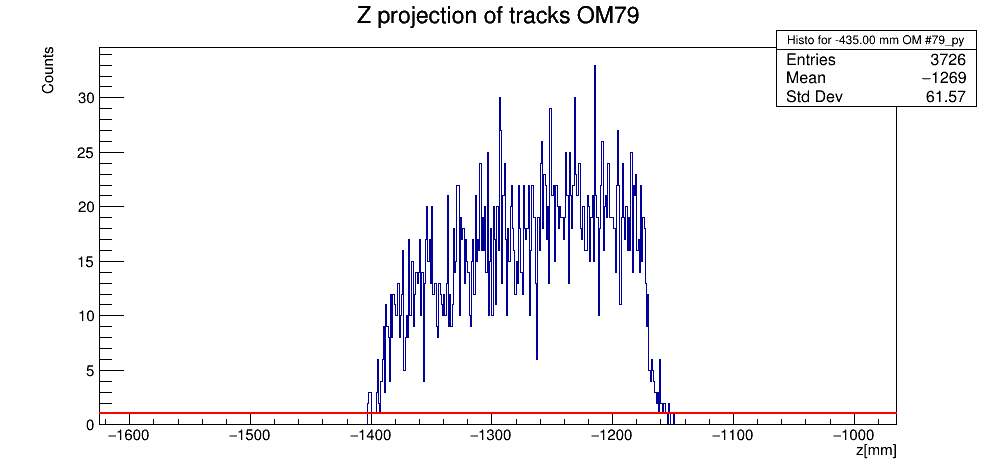 Z projection of tracks OM79
Histo for -435.00 mm OM #79_py
Entries 3726
Mean −1269
Std Dev 61.57
Counts
30
25
20
15
10
5
0
−1600 −1500 −1400 −1300 −1200 −1100 −1000
z[mm]